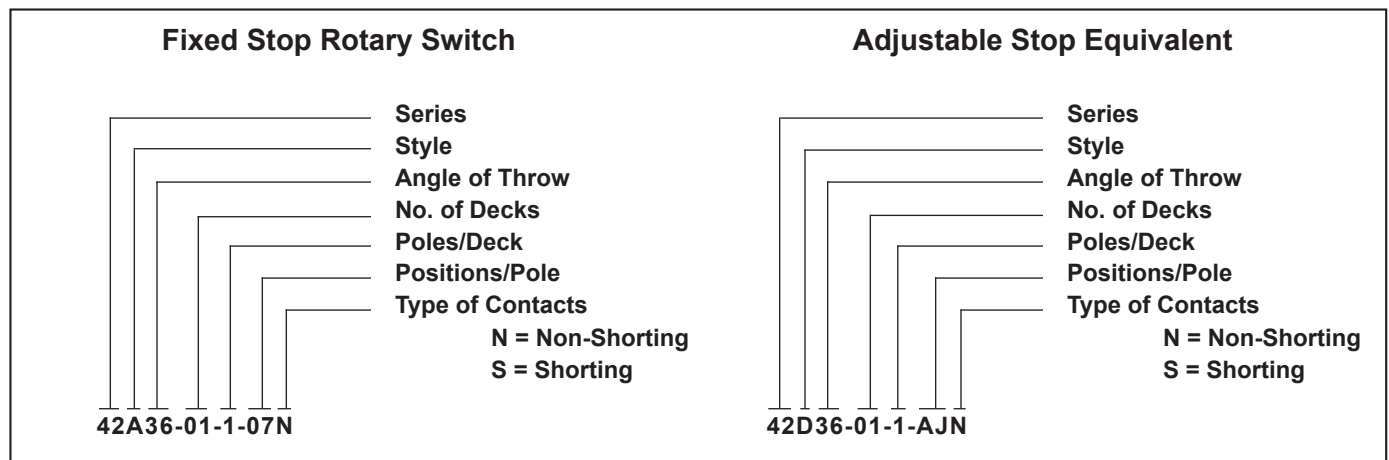 Fixed Stop Rotary Switch
Series
Style
Angle of Throw
No. of Decks
Poles/Deck
Positions/Pole
Type of Contacts
N = Non-Shorting
S = Shorting
42A36-01-1-07N
Adjustable Stop Equivalent
Series
Style
Angle of Throw
No. of Decks
Poles/Deck
Positions/Pole
Type of Contacts
N = Non-Shorting
S = Shorting
42D36-01-1-AJN